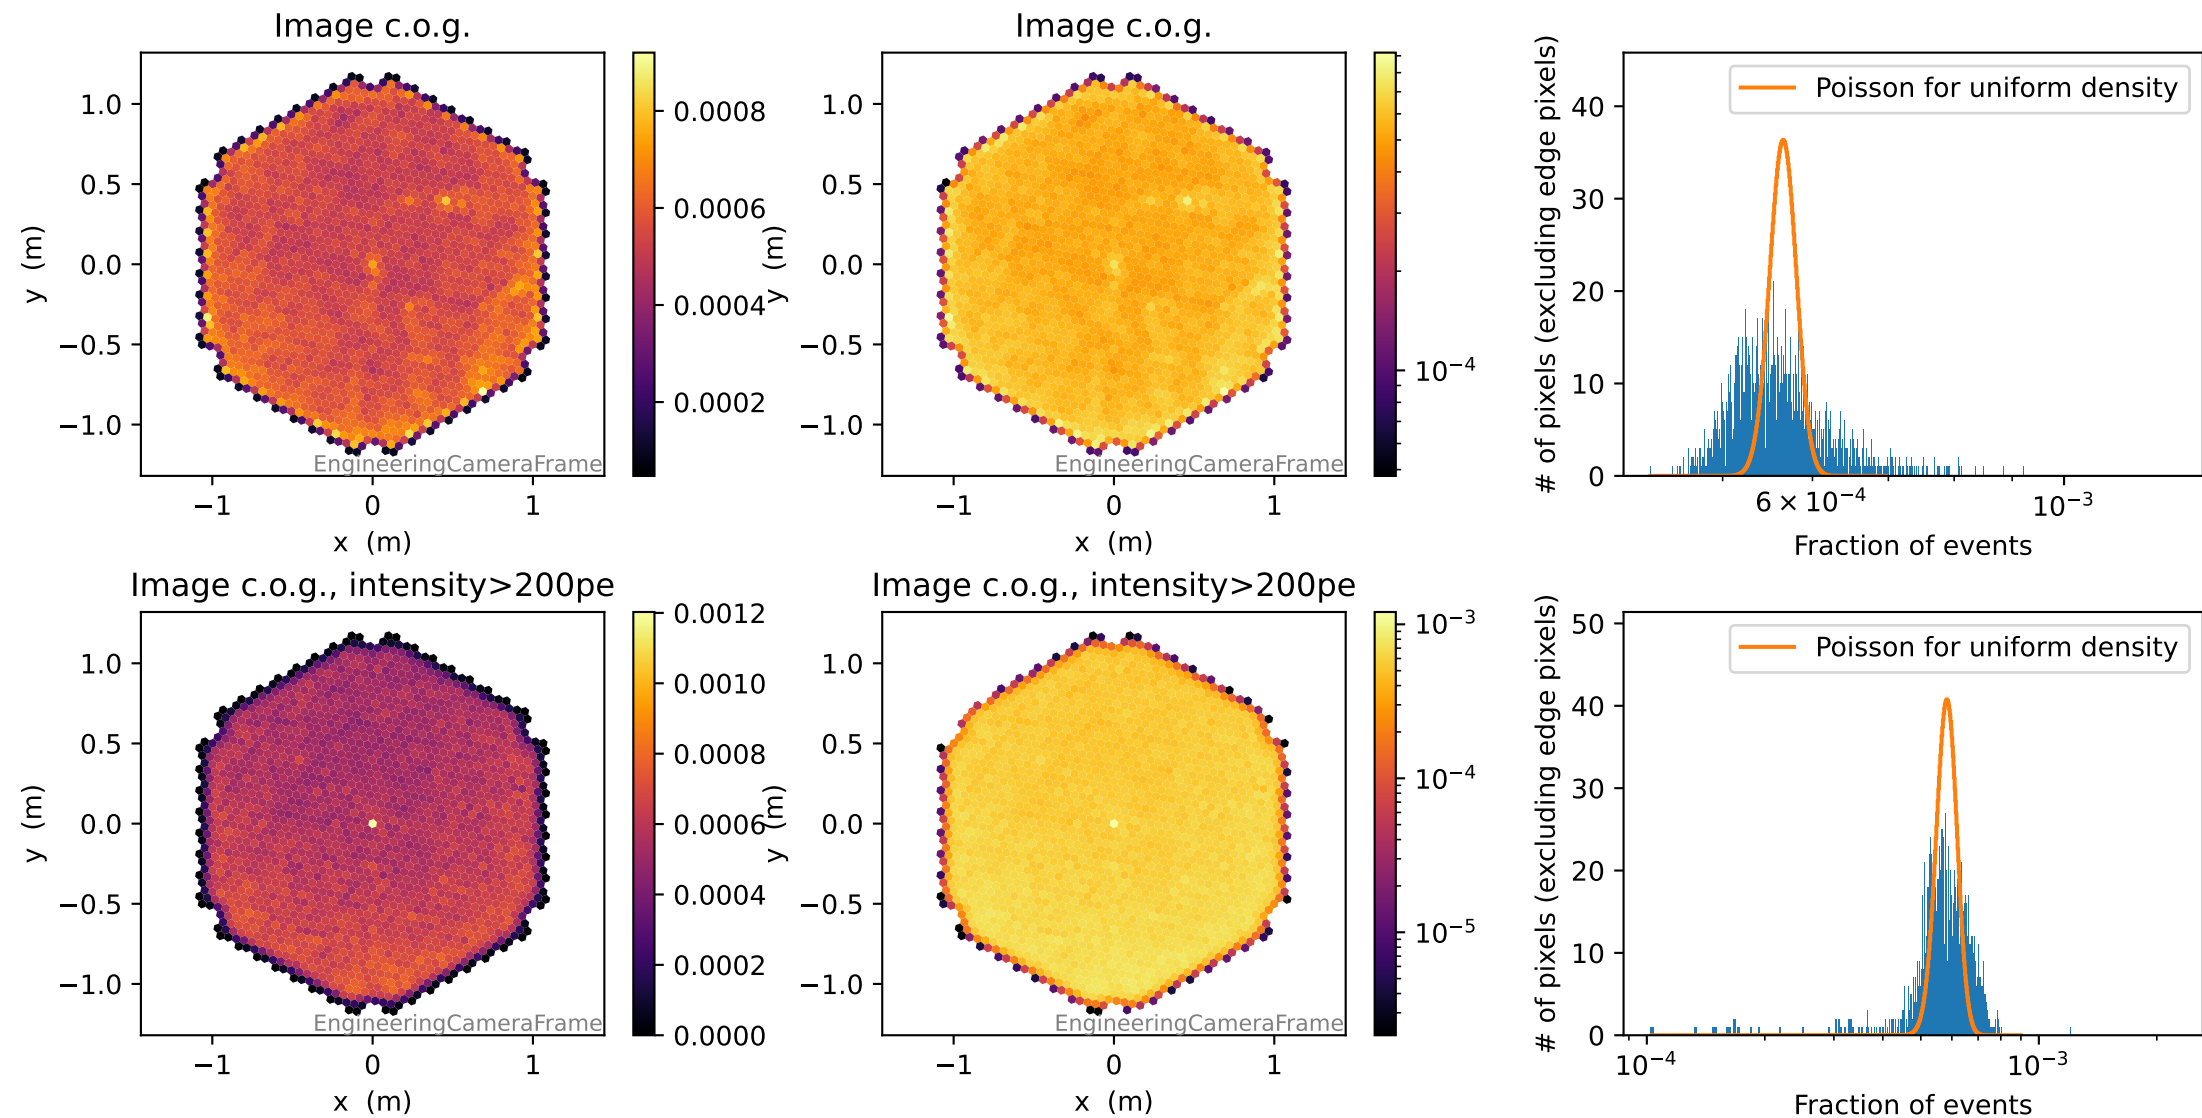 Image c.o.g.
1.0
0.5
0.0
−0.5
−1.0
y (m)
−1 0 1
x (m)
EngineeringCameraFrame
0.0008
0.0006
0.0004
0.0002
Image c.o.g.
1.0
0.5
0.0
−0.5
−1.0
y (m)
−1 0 1
x (m)
EngineeringCameraFrame
10⁻⁴
# of pixels (excluding edge pixels)
40
30
20
10
0
Poisson for uniform density
6 × 10⁻⁴ 10⁻³
Fraction of events
Image c.o.g., intensity>200pe
1.0
0.5
0.0
−0.5
−1.0
y (m)
−1 0 1
x (m)
EngineeringCameraFrame
0.0012
0.0010
0.0008
0.0006
0.0004
0.0002
0.0000
Image c.o.g., intensity>200pe
1.0
0.5
0.0
−0.5
−1.0
y (m)
−1 0 1
x (m)
EngineeringCameraFrame
10⁻³
10⁻⁴
10⁻⁵
# of pixels (excluding edge pixels)
50
40
30
20
10
0
Poisson for uniform density
10⁻⁴ 10⁻³
Fraction of events